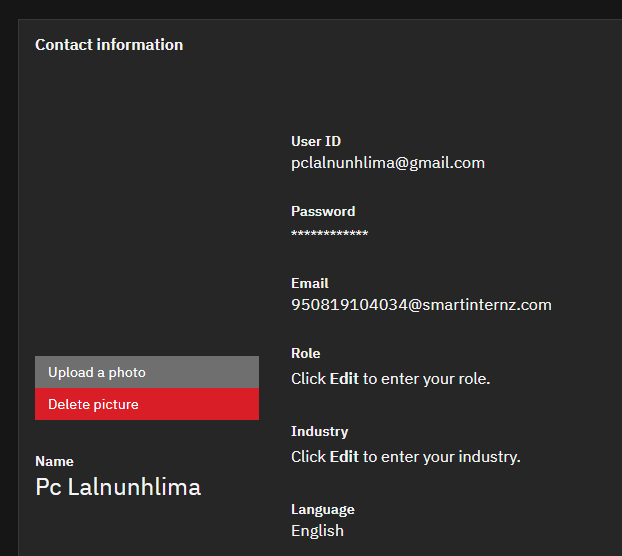 Contact information
User ID
pclalnunhlima@gmail.com
Password
************
Email
950819104034@smartinternz.com
Role
Click Edit to enter your role.
Industry
Click Edit to enter your industry.
Language
English
Upload a photo
Delete picture
Name
Pc Lalnunhlima